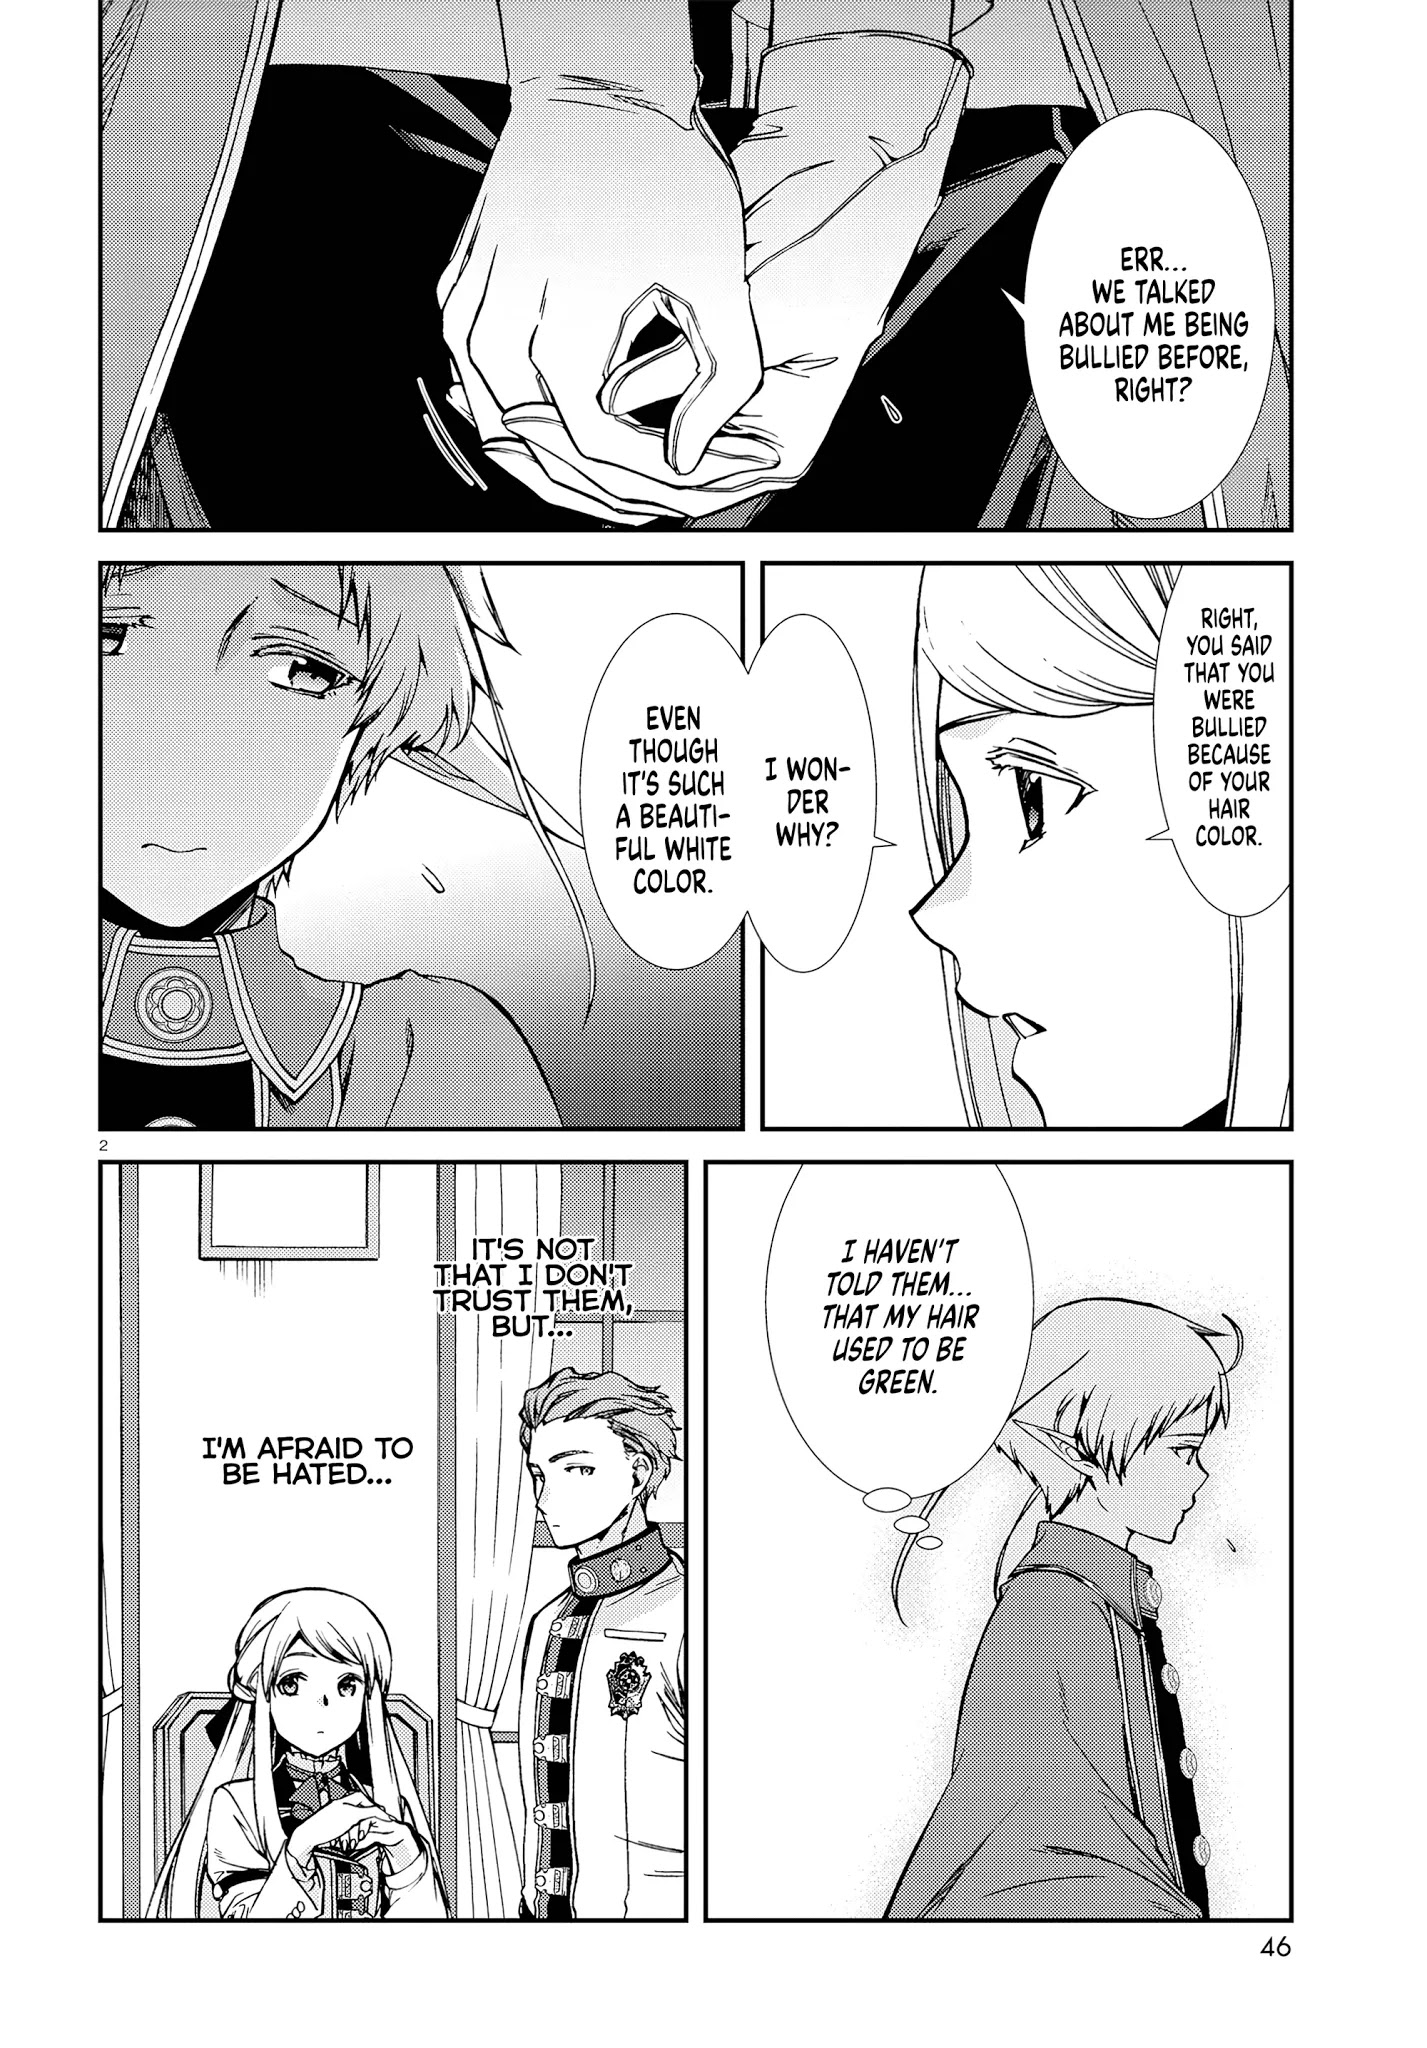 ERR...
WE TALKED
ABOUT ME BEING
BULLIED BEFORE,
RIGHT?
RIGHT,
YOU SAID
THAT YOU
WERE
BULLIED
BECAUSE
OF YOUR
HAIR
COLOR.
I WON-
DER
WHY?
EVEN
THOUGH
IT'S SUCH
A BEAUTI-
FUL WHITE
COLOR.
2
I HAVEN'T
TOLD THEM...
THAT MY HAIR
USED TO BE
GREEN.
IT'S NOT
THAT I DON'T
TRUST THEM,
BUT...
I'M AFRAID TO
BE HATED...
46